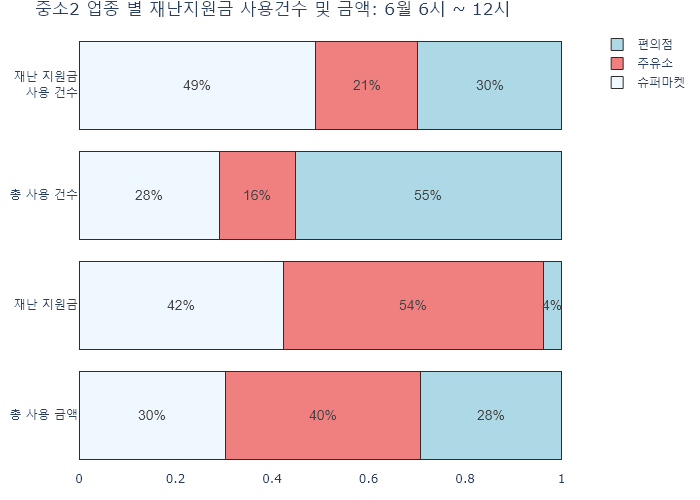 중소2 업종 별 재난지원금 사용건수 및 금액: 6월 6시 ~ 12시
편의점
주유소
슈퍼마켓
재난 지원금
사용 건수
49%
21%
30%
총 사용 건수
28%
16%
55%
재난 지원금
42%
54%
4%
총 사용 금액
30%
40%
28%
0
0.2
0.4
0.6
0.8
1